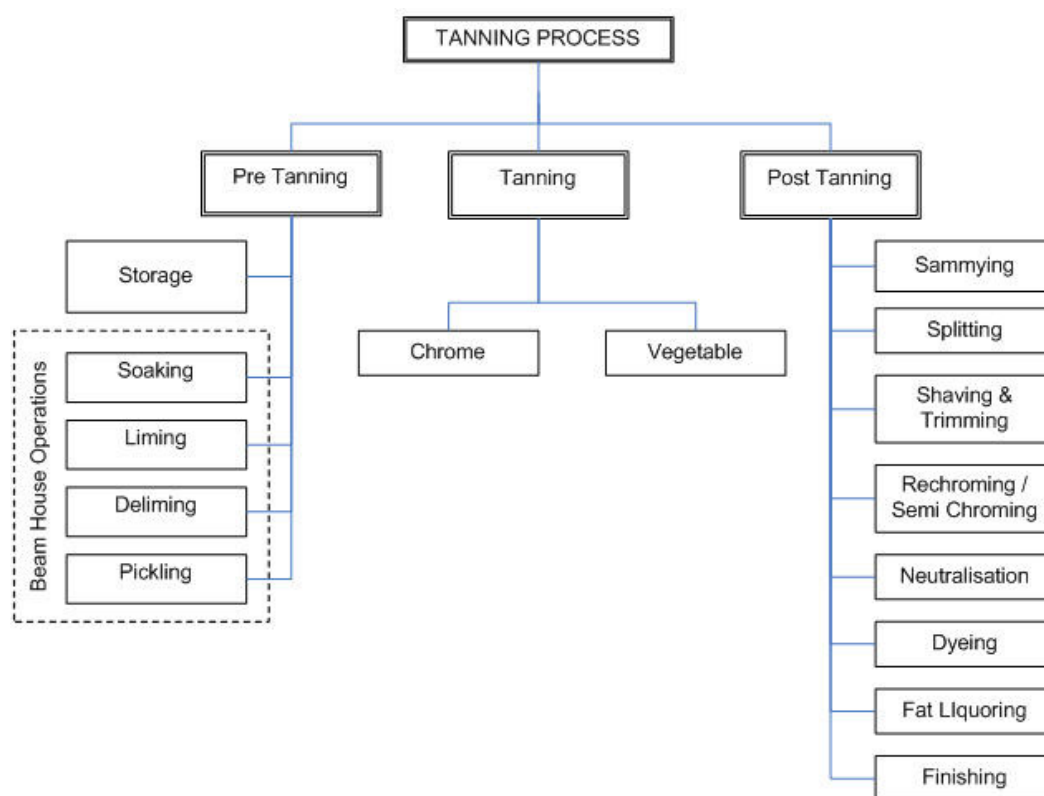 TANNING PROCESS
Pre Tanning
Tanning
Post Tanning
Storage
Beam House Operations
Soaking
Liming
Deliming
Pickling
Chrome
Vegetable
Sammying
Splitting
Shaving &
Trimming
Rechroming /
Semi Chroming
Neutralisation
Dyeing
Fat LIquoring
Finishing